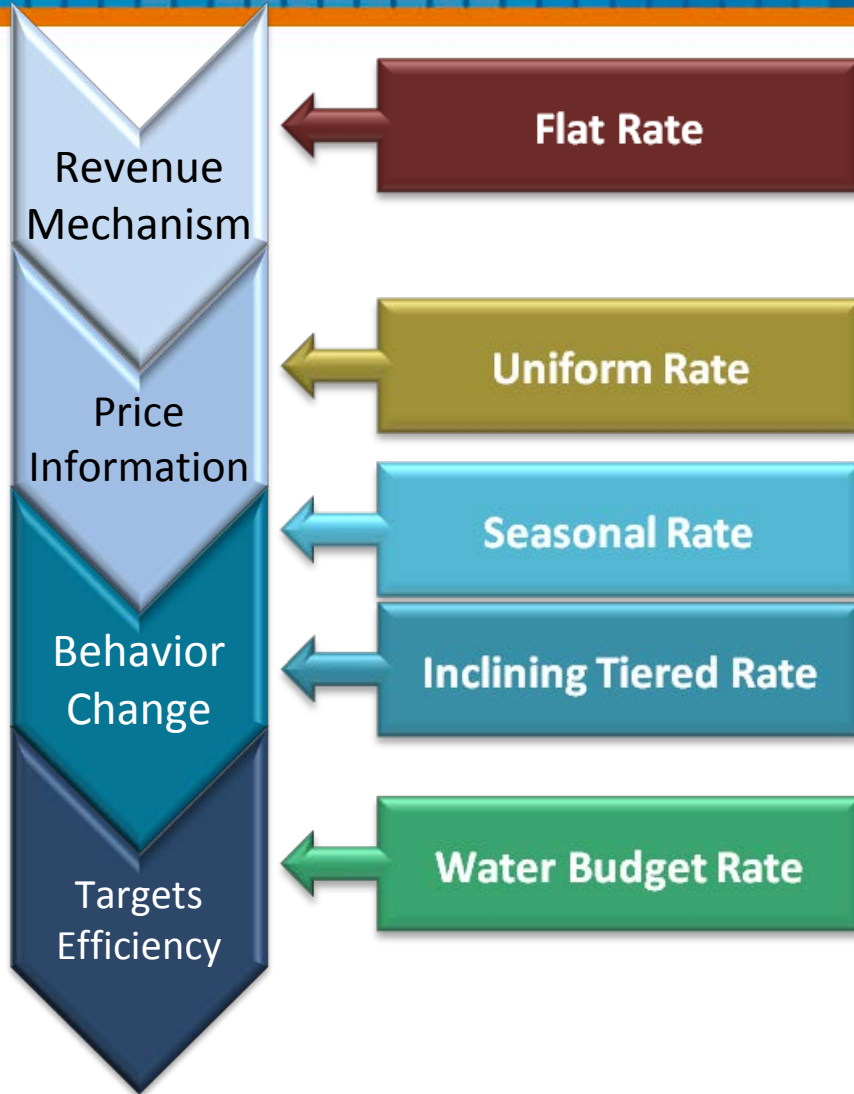 Revenue
Mechanism
Flat Rate
Price
Information
Uniform Rate
Behavior
Change
Seasonal Rate
Inclining Tiered Rate
Targets
Efficiency
Water Budget Rate